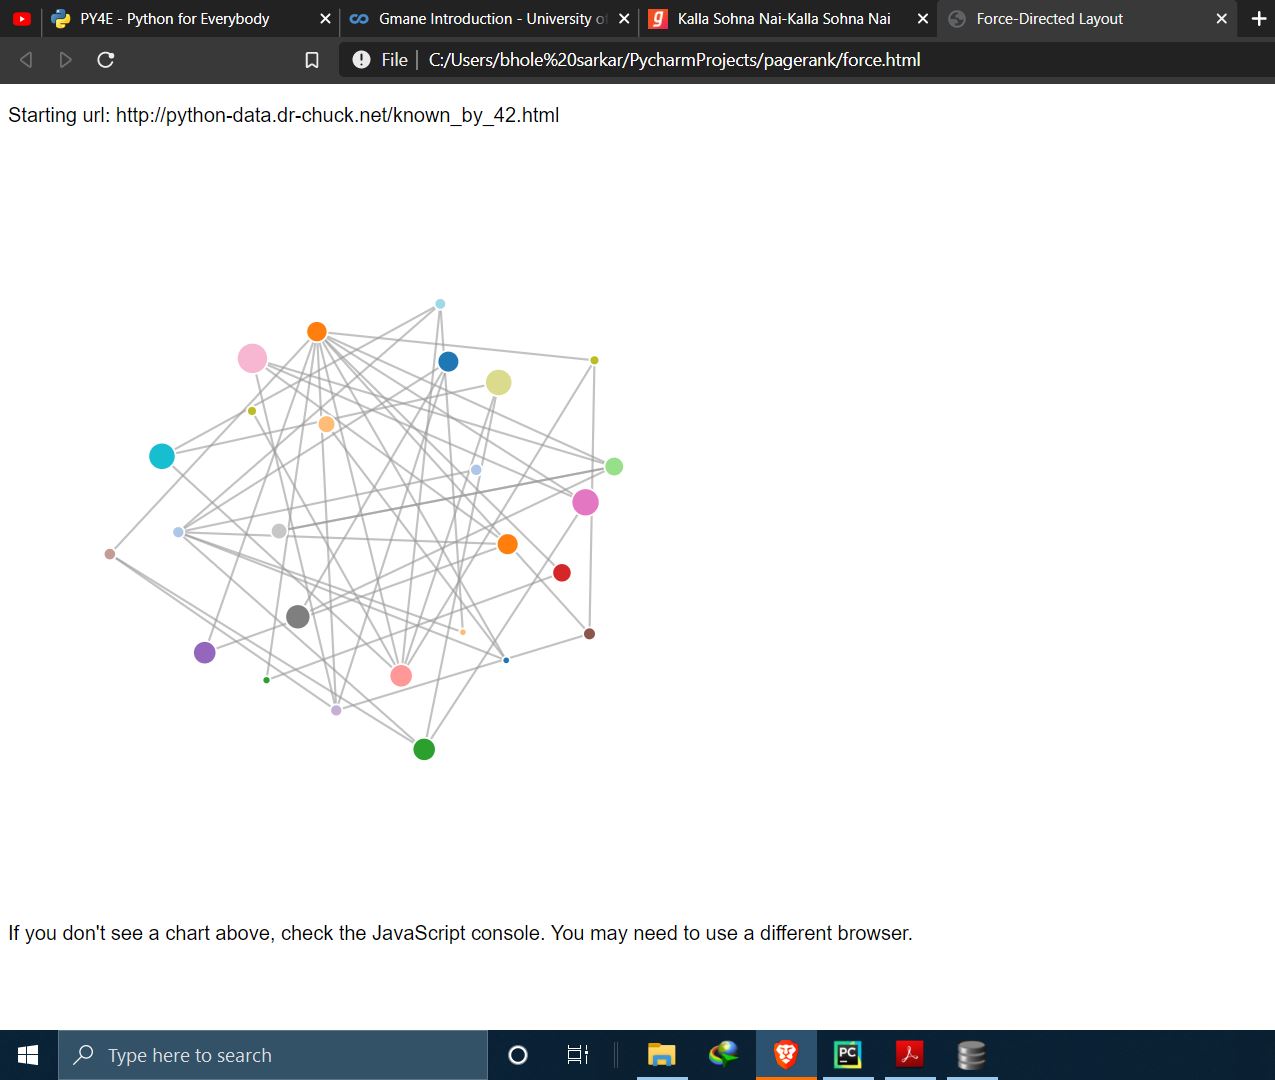 PY4E - Python for Everybody
Gmane Introduction - University o
Kalla Sohna Nai-Kalla Sohna Nai
Force-Directed Layout
File C:/Users/bhole%20sarkar/PycharmProjects/pagerank/force.html
Starting url: http://python-data.dr-chuck.net/known_by_42.html
If you don't see a chart above, check the JavaScript console. You may need to use a different browser.
Type here to search
PC